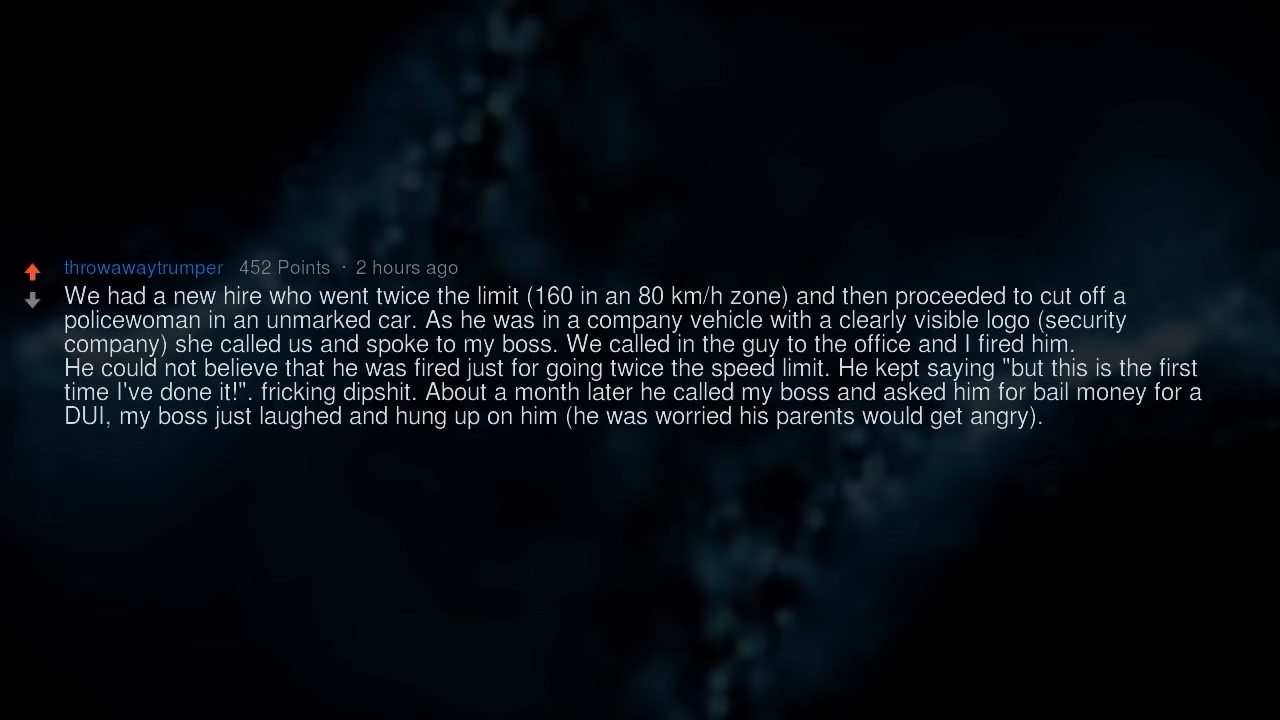 throwawaytrumper 452 Points · 2 hours ago
We had a new hire who went twice the limit (160 in an 80 km/h zone) and then proceeded to cut off a
policewoman in an unmarked car. As he was in a company vehicle with a clearly visible logo (security
company) she called us and spoke to my boss. We called in the guy to the office and I fired him.
He could not believe that he was fired just for going twice the speed limit. He kept saying "but this is the first
time I've done it!". fricking dipshit. About a month later he called my boss and asked him for bail money for a
DUI, my boss just laughed and hung up on him (he was worried his parents would get angry).